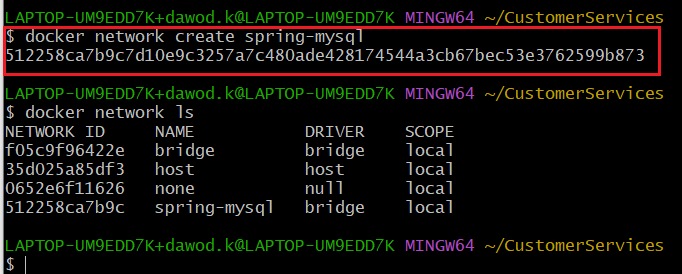 LAPTOP-UM9EDD7K+dawod.k@LAPTOP-UM9EDD7K MINGW64 ~/CustomerServices
$ docker network create spring-mysql
512258ca7b9c7d10e9c3257a7c480ade428174544a3cb67bec53e3762599b873
LAPTOP-UM9EDD7K+dawod.k@LAPTOP-UM9EDD7K MINGW64 ~/CustomerServices
$ docker network ls
NETWORK ID     NAME           DRIVER    SCOPE
f05c9f96422e   bridge         bridge    local
35d025a85df3   host           host      local
0652e6f11626   none           null      local
512258ca7b9c   spring-mysql   bridge    local
LAPTOP-UM9EDD7K+dawod.k@LAPTOP-UM9EDD7K MINGW64 ~/CustomerServices
$